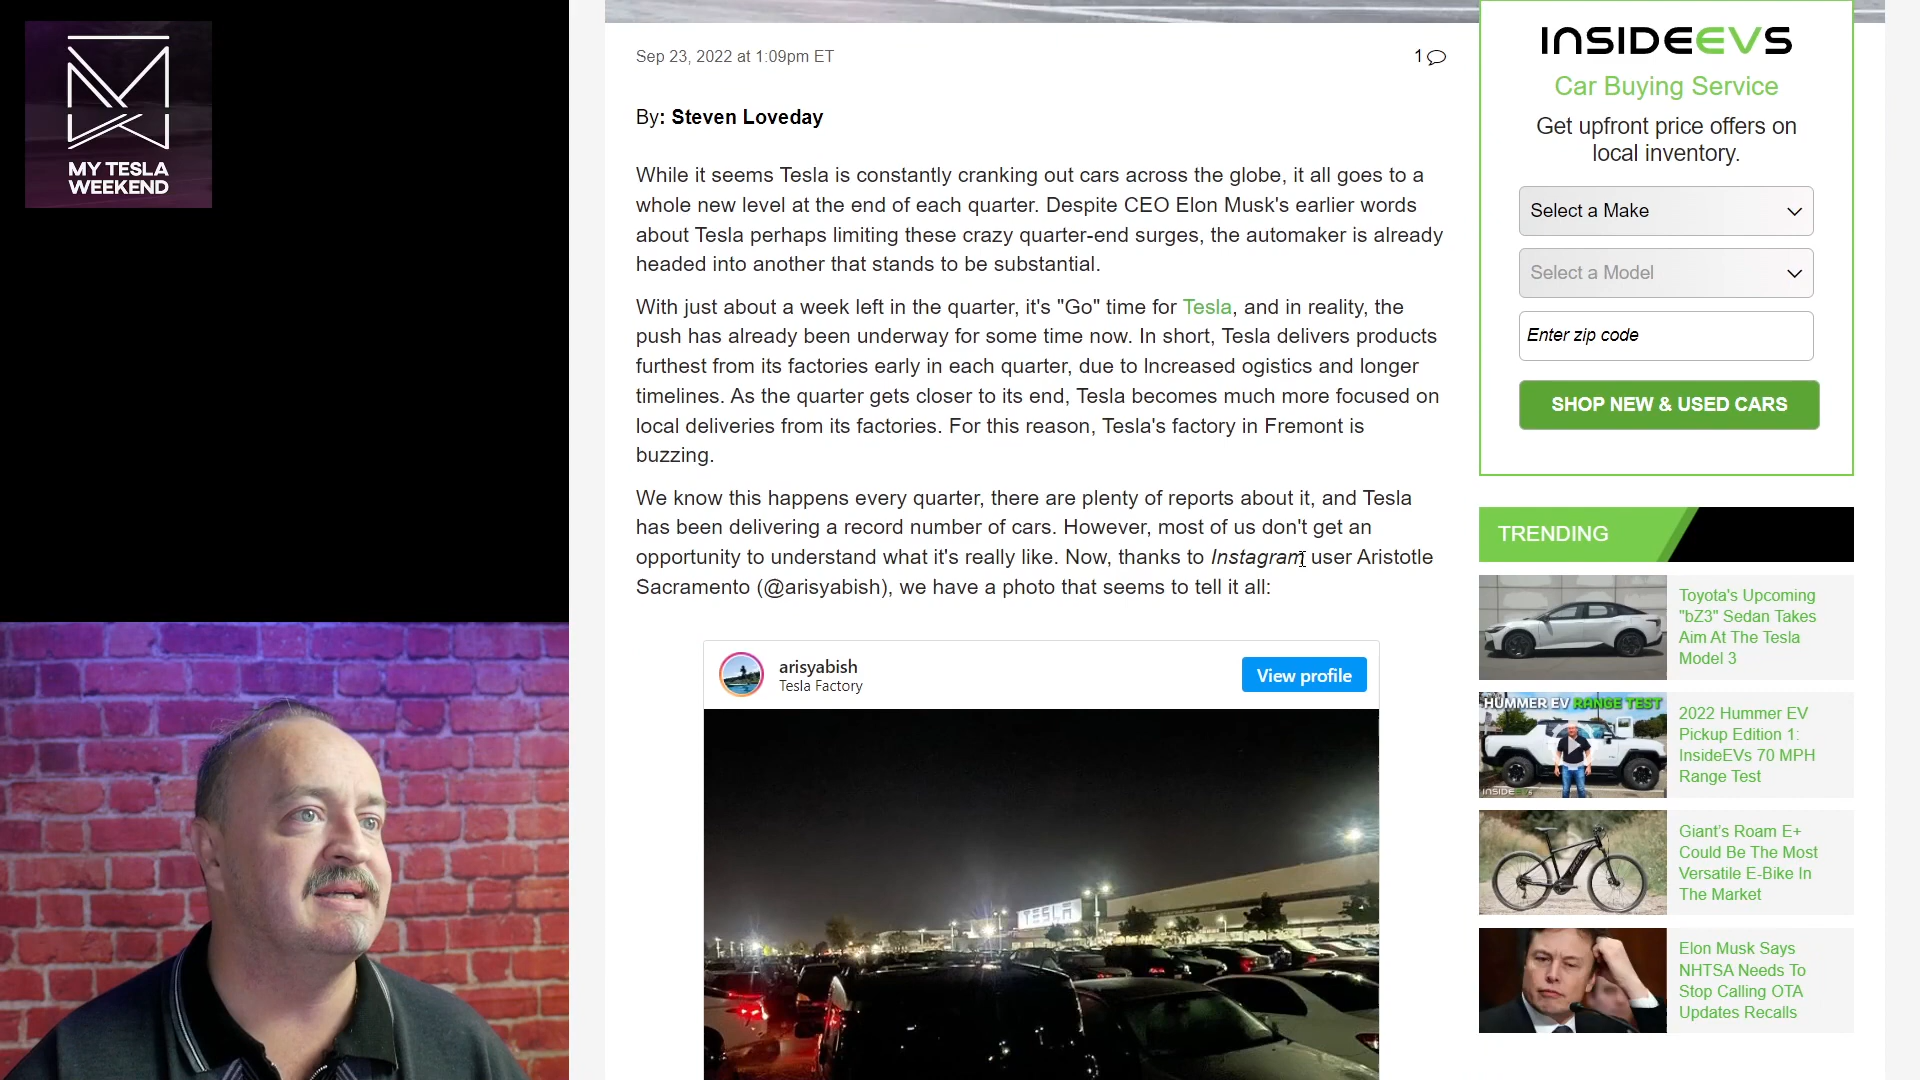 MY TESLA
WEEKEND
Sep 23, 2022 at 1:09pm ET
1
By: Steven Loveday
While it seems Tesla is constantly cranking out cars across the globe, it all goes to a
whole new level at the end of each quarter. Despite CEO Elon Musk's earlier words
about Tesla perhaps limiting these crazy quarter-end surges, the automaker is already
headed into another that stands to be substantial.
With just about a week left in the quarter, it's "Go" time for Tesla, and in reality, the
push has already been underway for some time now. In short, Tesla delivers products
furthest from its factories early in each quarter, due to Increased ogistics and longer
timelines. As the quarter gets closer to its end, Tesla becomes much more focused on
local deliveries from its factories. For this reason, Tesla's factory in Fremont is
buzzing.
We know this happens every quarter, there are plenty of reports about it, and Tesla
has been delivering a record number of cars. However, most of us don't get an
opportunity to understand what it's really like. Now, thanks to Instagram user Aristotle
Sacramento (@arisyabish), we have a photo that seems to tell it all:
arisyabish
Tesla Factory
View profile
TESLA
INSIDEEVS
Car Buying Service
Get upfront price offers on
local inventory.
Select a Make
Select a Model
Enter zip code
SHOP NEW & USED CARS
TRENDING
Toyota's Upcoming
"bZ3" Sedan Takes
Aim At The Tesla
Model 3
HUMMER EV RANGE TEST
INSIDEEVs
2022 Hummer EV
Pickup Edition 1:
InsideEVs 70 MPH
Range Test
Giant's Roam E+
Could Be The Most
Versatile E-Bike In
The Market
Elon Musk Says
NHTSA Needs To
Stop Calling OTA
Updates Recalls